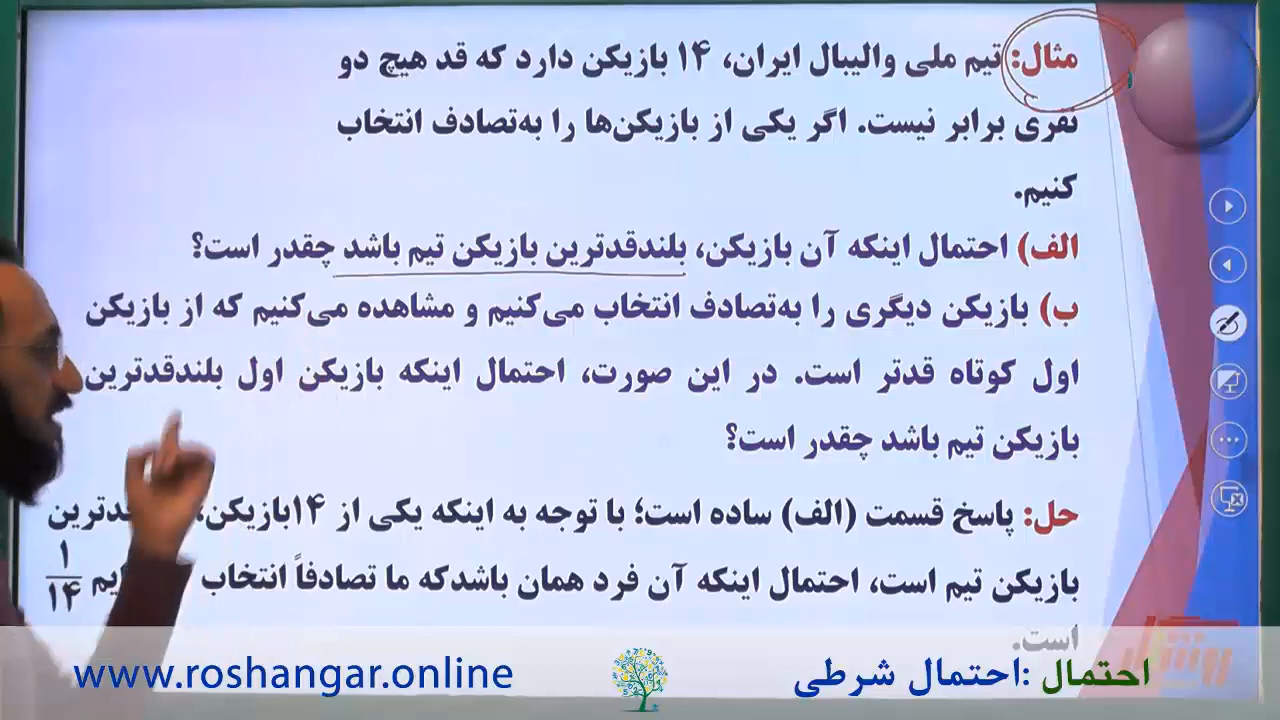 مثال: تیم ملی والیبال ایران، ۱۴ بازیکن دارد که قد هیچ دو
نفری برابر نیست. اگر یکی از بازیکن‌ها را به‌تصادف انتخاب
کنیم.
الف) احتمال اینکه آن بازیکن، بلندقدترین بازیکن تیم باشد چقدر است؟
ب) بازیکن دیگری را به‌تصادف انتخاب می‌کنیم و مشاهده می‌کنیم که از بازیکن
اول کوتاه قدتر است. در این صورت، احتمال اینکه بازیکن اول بلندقدترین
بازیکن تیم باشد چقدر است؟
حل: پاسخ قسمت (الف) ساده است؛ با توجه به اینکه یکی از ۱۴بازیکن،
بازیکن تیم است، احتمال اینکه آن فرد همان باشدکه ما تصادفاً انتخاب ۱/۱۴
است.
احتمال :احتمال شرطی
www.roshangar.online